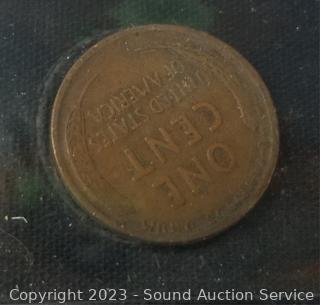 ONE
CENT
UNITED STATES
OF AMERICA
Copyright 2023 - Sound Auction Service